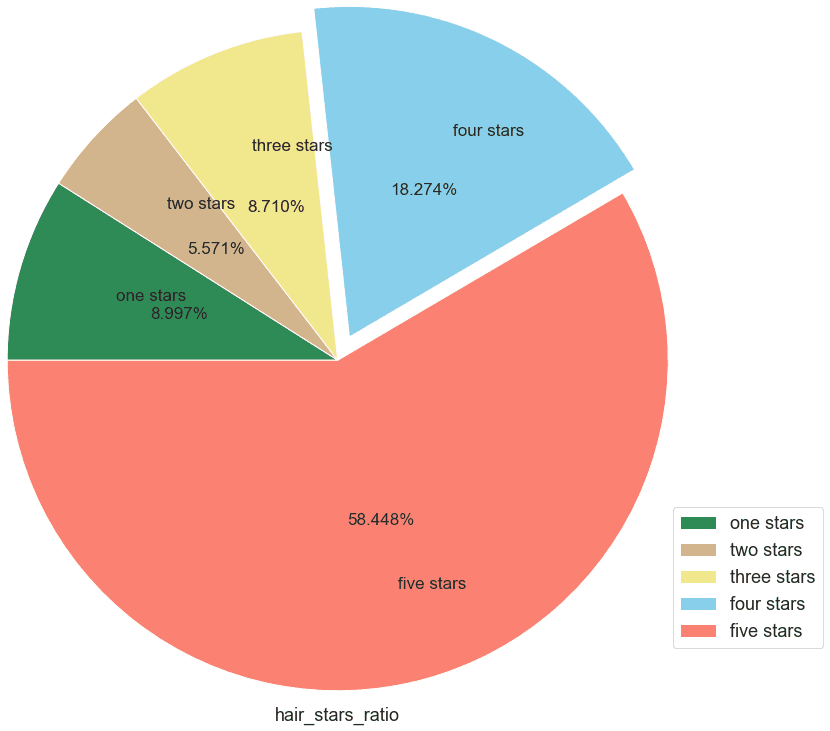 four stars
18.274%
three stars
8.710%
two stars
5.571%
one stars
8.997%
58.448%
five stars
one stars
two stars
three stars
four stars
five stars
hair_stars_ratio